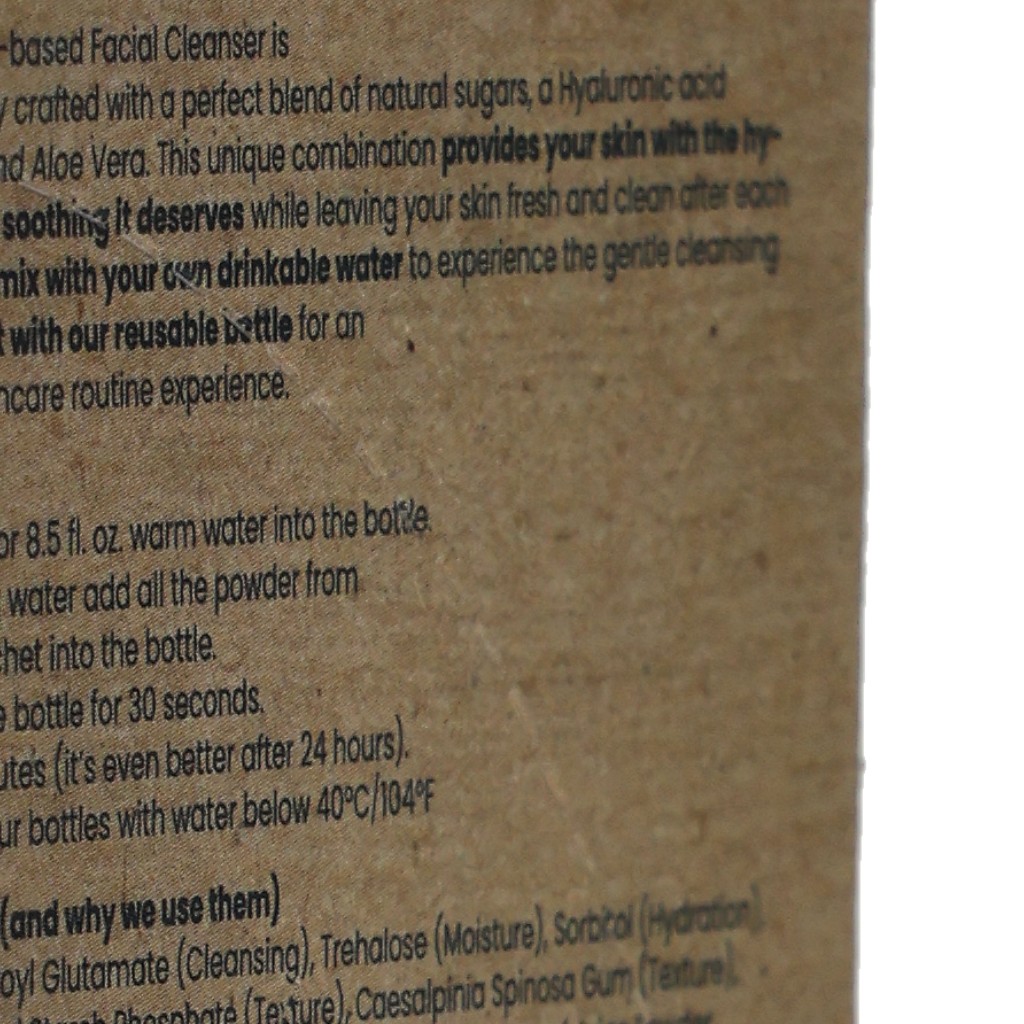 -based Facial Cleanser is
y crafted with a perfect blend of natural sugars, a Hyaluronic acid
nd Aloe Vera. This unique combination provides your skin with the hy-
soothing it deserves while leaving your skin fresh and clean after each
mix with your own drinkable water to experience the gentle cleansing
t with our reusable bottle for an
ncare routine experience.
or 8.5 fl. oz. warm water into the bottle.
water add all the powder from
chet into the bottle.
e bottle for 30 seconds.
utes (it's even better after 24 hours).
ur bottles with water below 40°C/104°F
(and why we use them)
oyl Glutamate (Cleansing), Trehalose (Moisture), Sorbitol (Hydration),
Starch Phosphate (Texture), Caesalpinia Spinosa Gum (Texture),